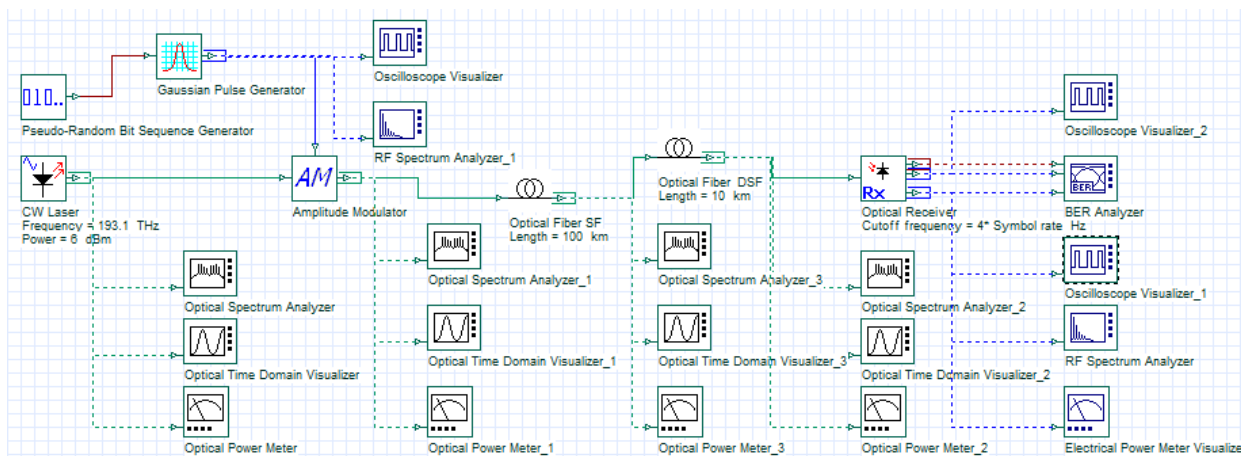 Oscilloscope Visualizer
Gaussian Pulse Generator
010..
Pseudo-Random Bit Sequence Generator
RF Spectrum Analyzer_1
Oscilloscope Visualizer_2
AM
Amplitude Modulator
CW Laser
Frequency = 193.1 THz
Power = 6 dBm
Optical Fiber SF
Length = 100 km
Optical Fiber DSF
Length = 10 km
Rx
Optical Receiver
Cutoff frequency = 4* Symbol rate Hz
BER
BER Analyzer
Optical Spectrum Analyzer
Optical Spectrum Analyzer_1
Optical Spectrum Analyzer_3
Optical Spectrum Analyzer_2
Oscilloscope Visualizer_1
Optical Time Domain Visualizer
Optical Time Domain Visualizer_1
Optical Time Domain Visualizer_3
Optical Time Domain Visualizer_2
RF Spectrum Analyzer
Optical Power Meter
Optical Power Meter_1
Optical Power Meter_3
Optical Power Meter_2
Electrical Power Meter Visualize